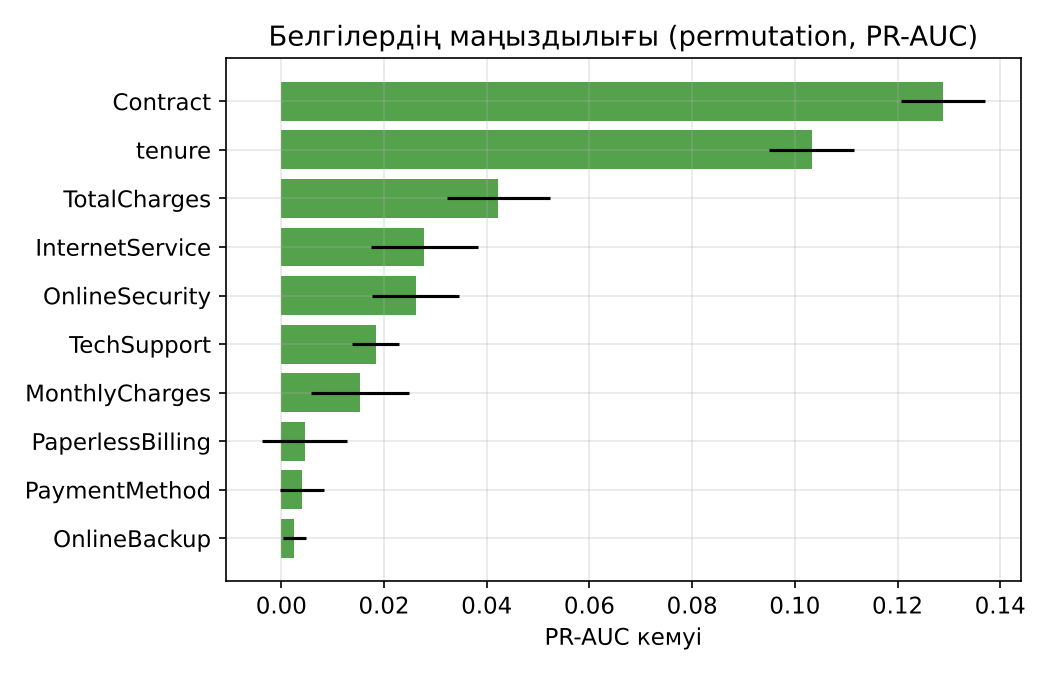 Белгілердің маңыздылығы (permutation, PR-AUC)
Contract
tenure
TotalCharges
InternetService
OnlineSecurity
TechSupport
MonthlyCharges
PaperlessBilling
PaymentMethod
OnlineBackup
0.00 0.02 0.04 0.06 0.08 0.10 0.12 0.14
PR-AUC кемуі